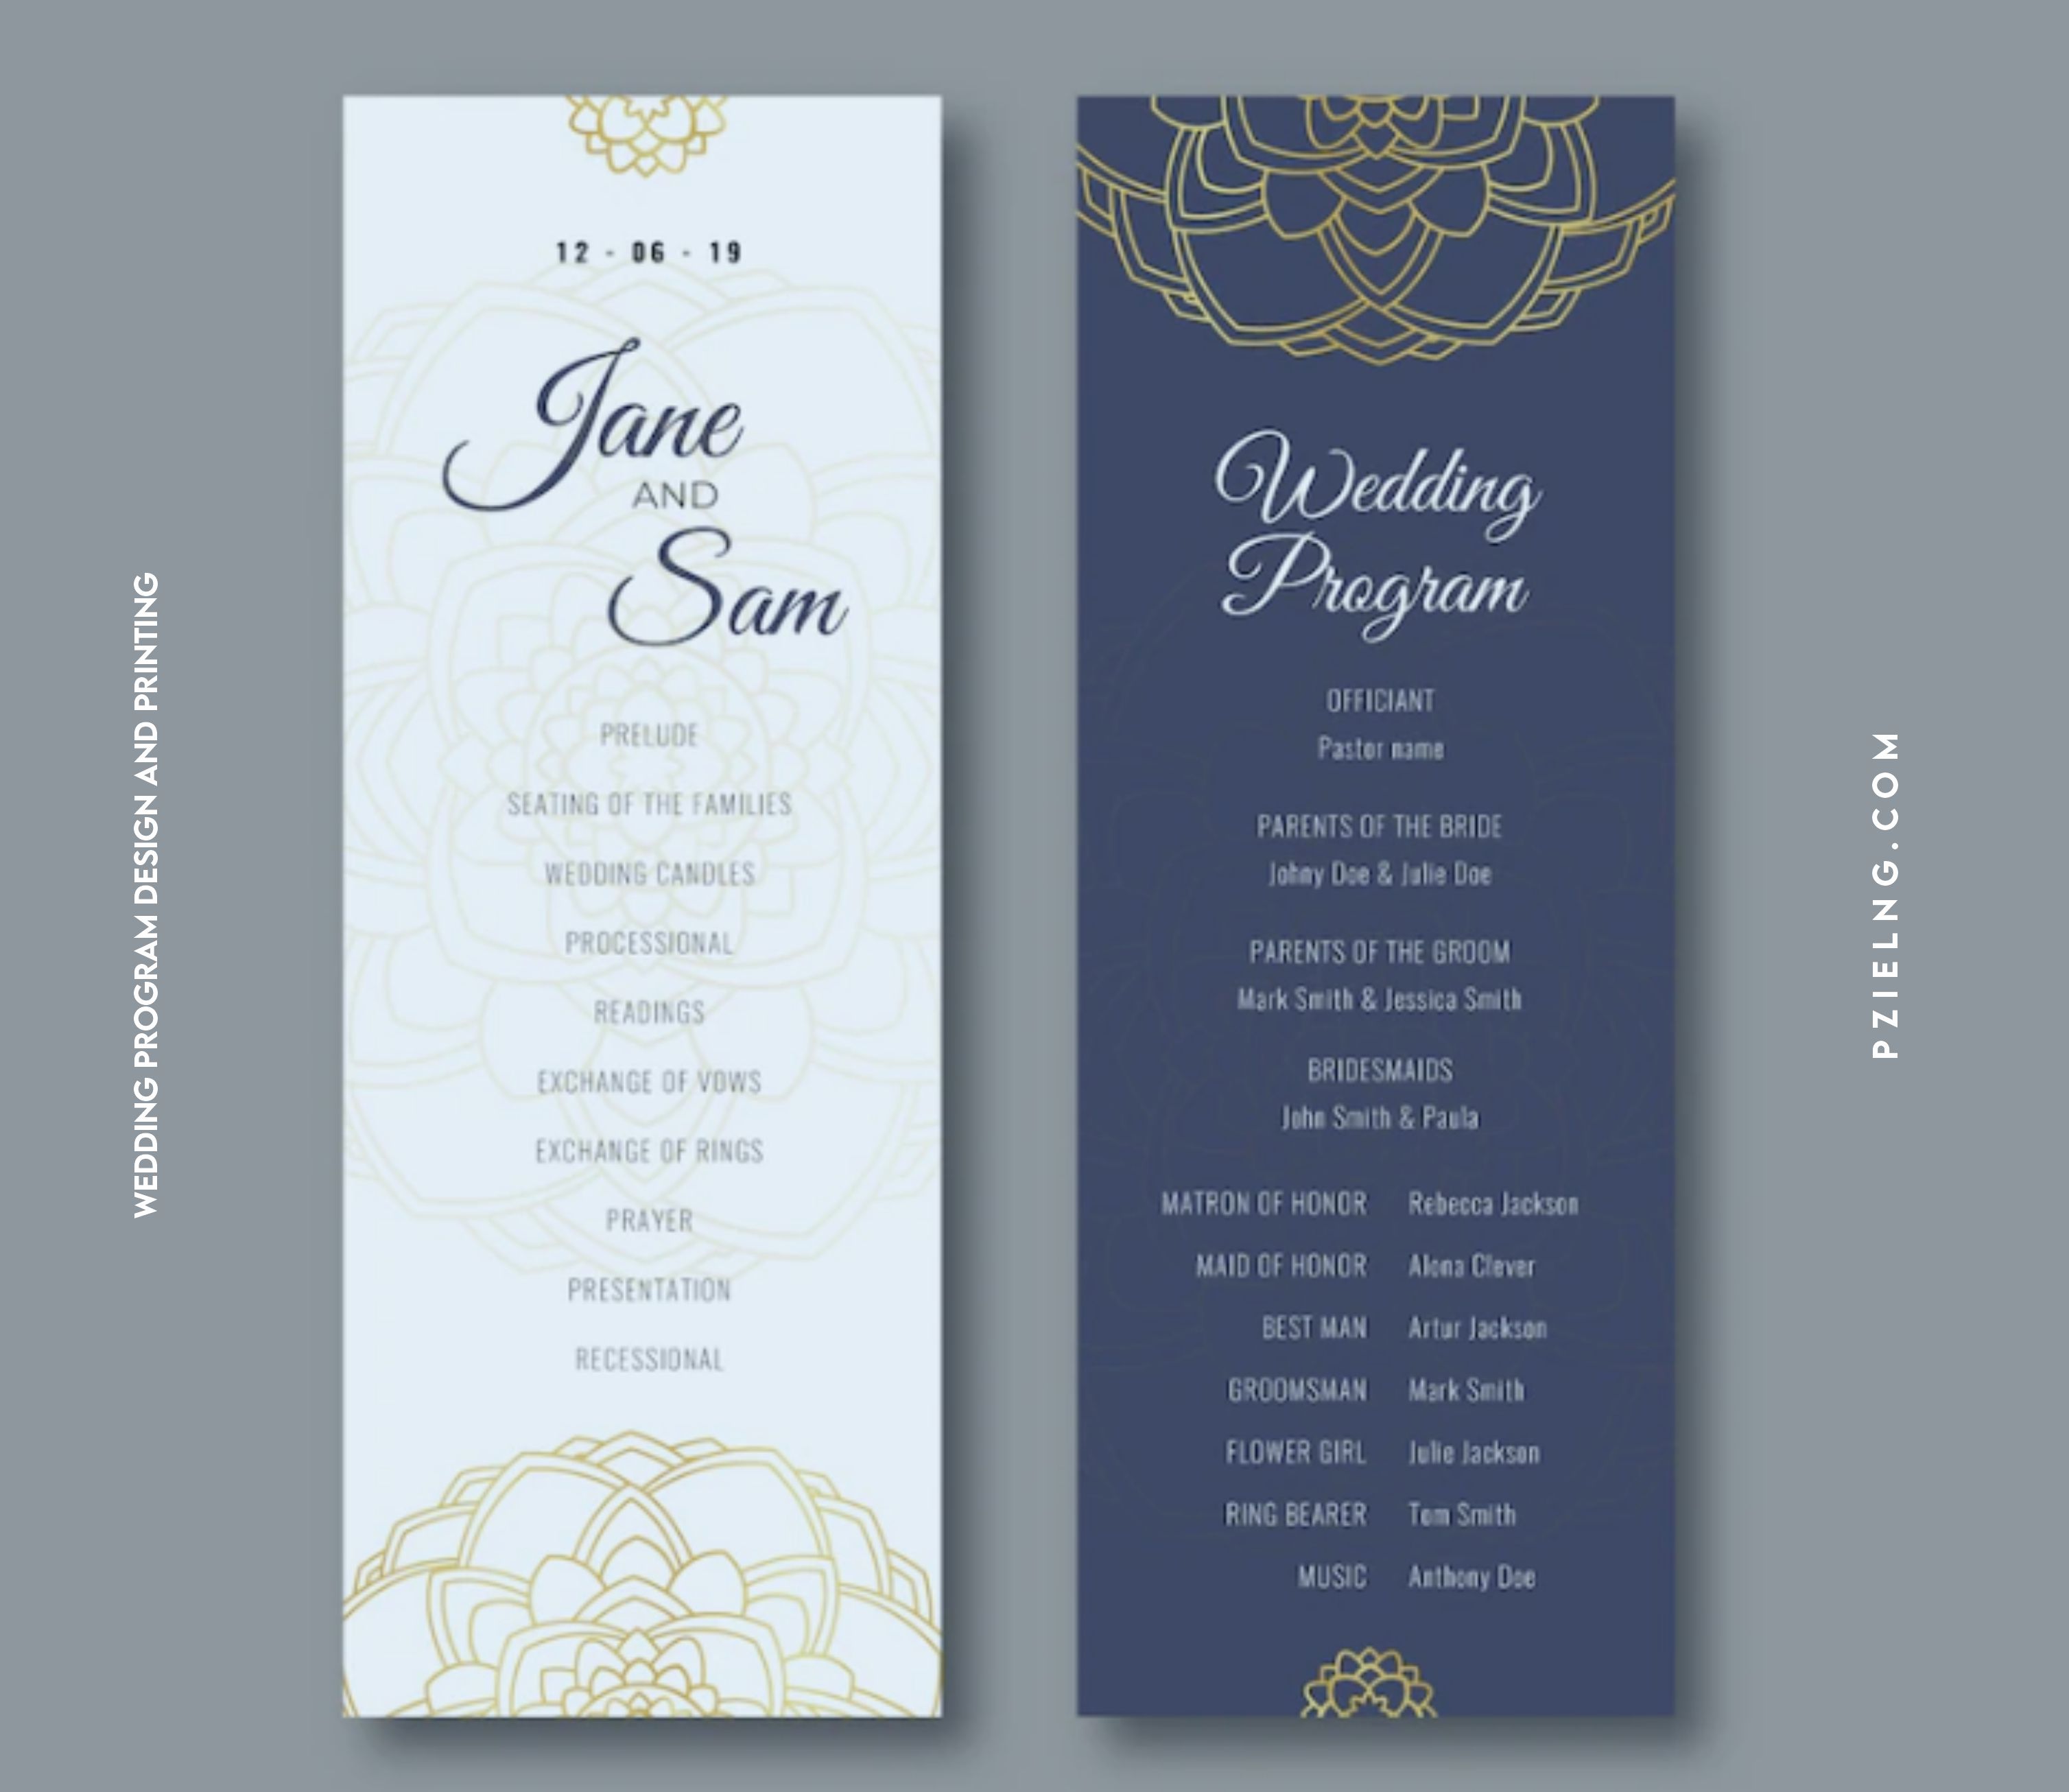 WEDDING PROGRAM DESIGN AND PRINTING
12 - 06 - 19
Jane
AND
Sam
PRELUDE
SEATING OF THE FAMILIES
WEDDING CANDLES
PROCESSIONAL
READINGS
EXCHANGE OF VOWS
EXCHANGE OF RINGS
PRAYER
PRESENTATION
RECESSIONAL
Wedding
Program
OFFICIANT
Pastor name
PARENTS OF THE BRIDE
Johny Doe & Julie Doe
PARENTS OF THE GROOM
Mark Smith & Jessica Smith
BRIDESMAIDS
John Smith & Paula
MATRON OF HONOR Rebecca Jackson
MAID OF HONOR Alona Clever
BEST MAN Artur Jackson
GROOMSMAN Mark Smith
FLOWER GIRL Julie Jackson
RING BEARER Tom Smith
MUSIC Anthony Doe
PZIELNG.COM